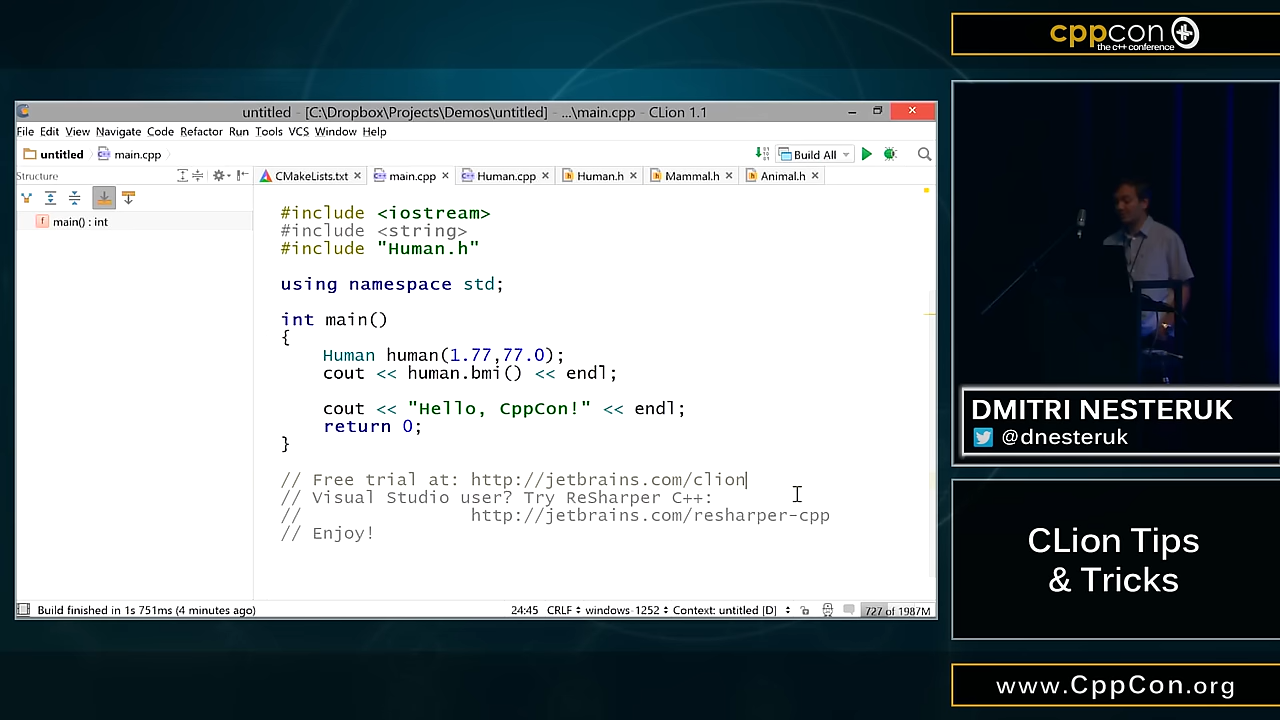 untitled - [C:\Dropbox\Projects\Demos\untitled] - ...\main.cpp - CLion 1.1
File Edit View Navigate Code Refactor Run Tools VCS Window Help
untitled main.cpp
Build All
Structure
CMakeLists.txt main.cpp Human.cpp Human.h Mammal.h Animal.h
main() : int
#include <iostream>
#include <string>
#include "Human.h"
using namespace std;
int main()
{
Human human(1.77,77.0);
cout << human.bmi() << endl;
cout << "Hello, CppCon!" << endl;
return 0;
}
// Free trial at: http://jetbrains.com/clion
// Visual Studio user? Try ReSharper C++:
// http://jetbrains.com/resharper-cpp
// Enjoy!
Build finished in 1s 751ms (4 minutes ago)
24:45 CRLF windows-1252 Context: untitled [D] 727 of 1987M
cppcon
the c++ conference
DMITRI NESTERUK
@dnesteruk
CLion Tips
& Tricks
www.CppCon.org